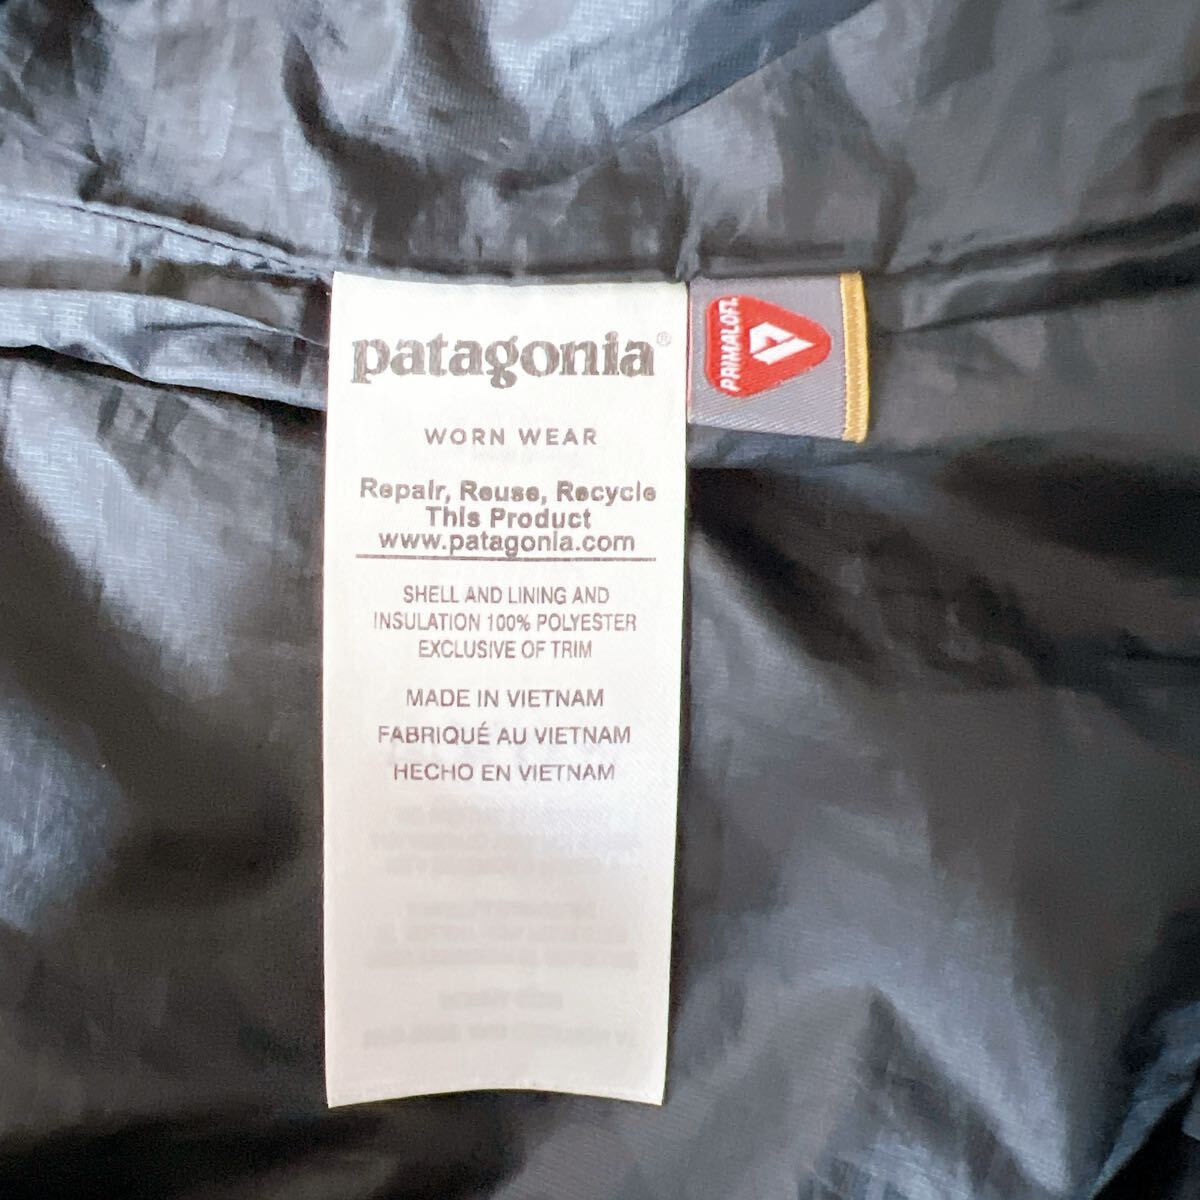 patagonia®
WORN WEAR
Repair, Reuse, Recycle
This Product
www.patagonia.com
SHELL AND LINING AND
INSULATION 100% POLYESTER
EXCLUSIVE OF TRIM
MADE IN VIETNAM
FABRIQUÉ AU VIETNAM
HECHO EN VIETNAM
PRIMALOFT